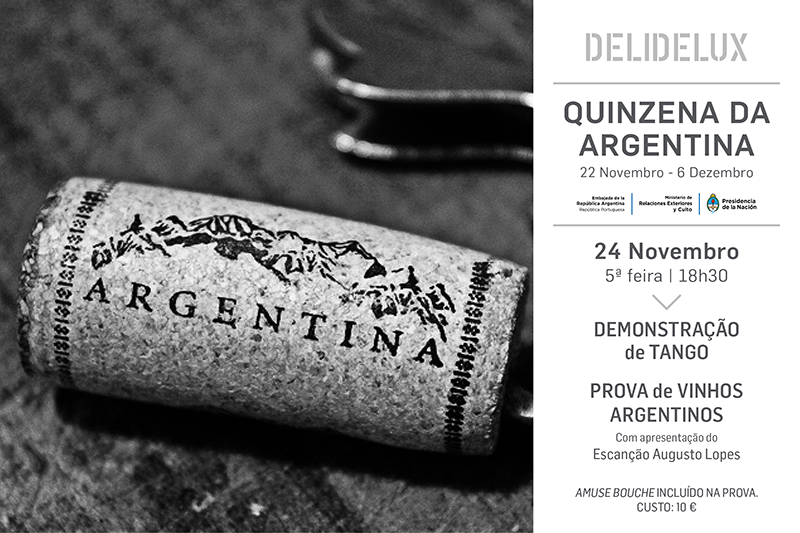 ARGENTINA
DELIDELUX
QUINZENA DA
ARGENTINA
22 Novembro - 6 Dezembro
Embajada de la
República Argentina
República Portuguesa
Ministerio de
Relaciones Exteriores
y Culto
Presidencia
de la Nación
24 Novembro
5ª feira | 18h30
DEMONSTRAÇÃO
de TANGO
PROVA de VINHOS
ARGENTINOS
Com apresentação do
Escanção Augusto Lopes
AMUSE BOUCHE INCLUÍDO NA PROVA.
CUSTO: 10 €